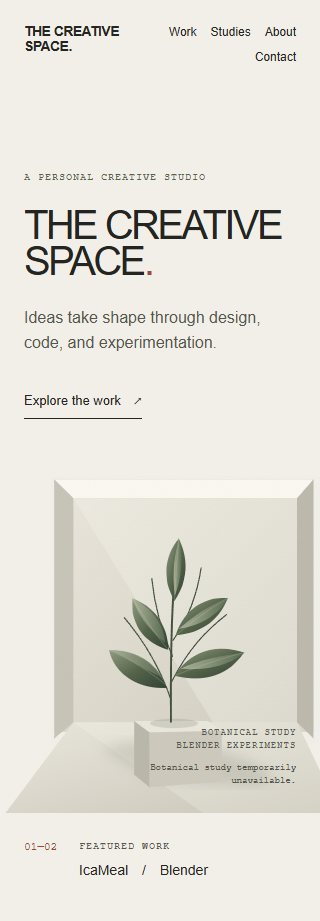 THE CREATIVE
SPACE.
Work Studies About
Contact
A PERSONAL CREATIVE STUDIO
THE CREATIVE
SPACE.
Ideas take shape through design,
code, and experimentation.
Explore the work ↗
BOTANICAL STUDY
BLENDER EXPERIMENTS
Botanical study temporarily
unavailable.
01—02 FEATURED WORK
IcaMeal / Blender